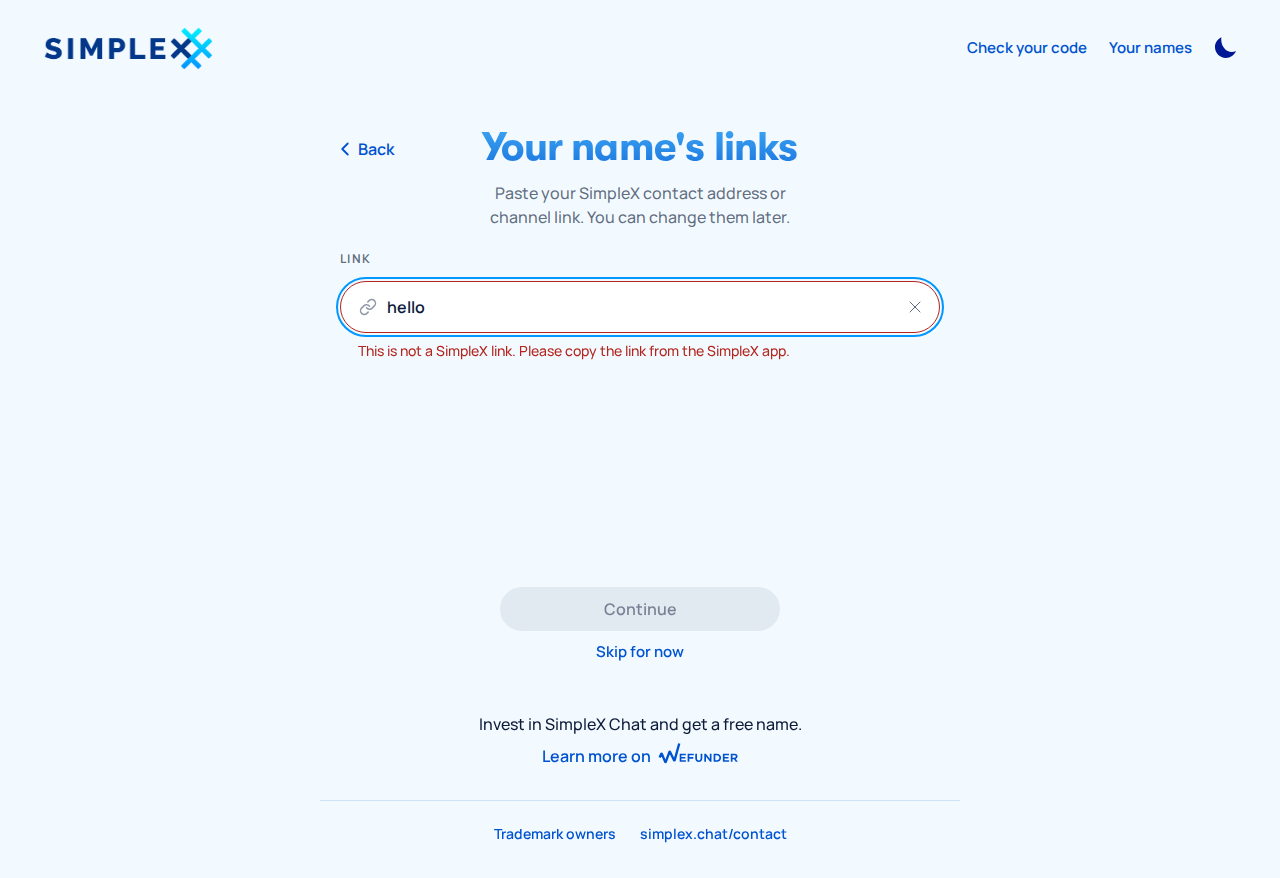 SIMPLEX
Check your code
Your names
Back
Your name's links
Paste your SimpleX contact address or
channel link. You can change them later.
LINK
hello
This is not a SimpleX link. Please copy the link from the SimpleX app.
Continue
Skip for now
Invest in SimpleX Chat and get a free name.
Learn more on WEFUNDER
Trademark owners
simplex.chat/contact